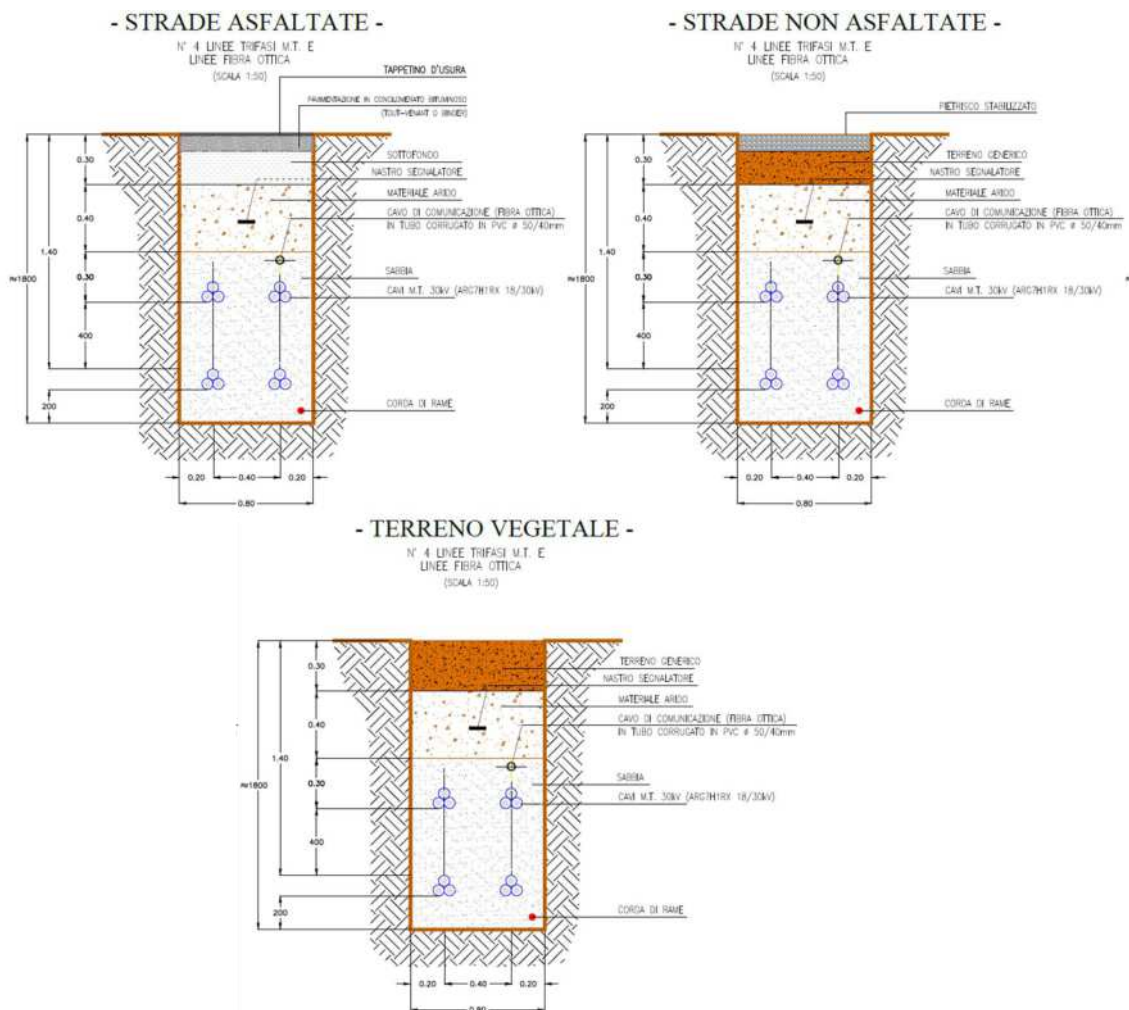 - STRADE ASFALTATE -
N° 4 LINEE TRIFASI M.T. E
LINEE FIBRA OTTICA
(SCALA 1:50)
TAPPETINO D'USURA
PAVIMENTAZIONE IN CONGLOMERATO BITUMINOSO
(TOUT-VENANT O BINDER)
SOTTOFONDO
NASTRO SEGNALATORE
MATERIALE ARIDO
CAVO DI COMUNICAZIONE (FIBRA OTTICA)
IN TUBO CORRUGATO IN PVC ø 50/40mm
SABBIA
CAVI M.T. 30kV (ARG7H1RX 18/30kV)
CORDA DI RAME
≈1800
1.40
0.30
0.40
0.30
400
200
0.20
0.40
0.20
0.80
- STRADE NON ASFALTATE -
N° 4 LINEE TRIFASI M.T. E
LINEE FIBRA OTTICA
(SCALA 1:50)
PIETRISCO STABILIZZATO
TERRENO GENERICO
NASTRO SEGNALATORE
MATERIALE ARIDO
CAVO DI COMUNICAZIONE (FIBRA OTTICA)
IN TUBO CORRUGATO IN PVC ø 50/40mm
SABBIA
CAVI M.T. 30kV (ARG7H1RX 18/30kV)
CORDA DI RAME
≈1800
1.40
0.30
0.40
0.30
400
200
0.20
0.40
0.20
0.80
- TERRENO VEGETALE -
N° 4 LINEE TRIFASI M.T. E
LINEE FIBRA OTTICA
(SCALA 1:50)
TERRENO GENERICO
NASTRO SEGNALATORE
MATERIALE ARIDO
CAVO DI COMUNICAZIONE (FIBRA OTTICA)
IN TUBO CORRUGATO IN PVC ø 50/40mm
SABBIA
CAVI M.T. 30kV (ARG7H1RX 18/30kV)
CORDA DI RAME
≈1800
1.40
0.30
0.40
0.30
400
200
0.20
0.40
0.20
0.80